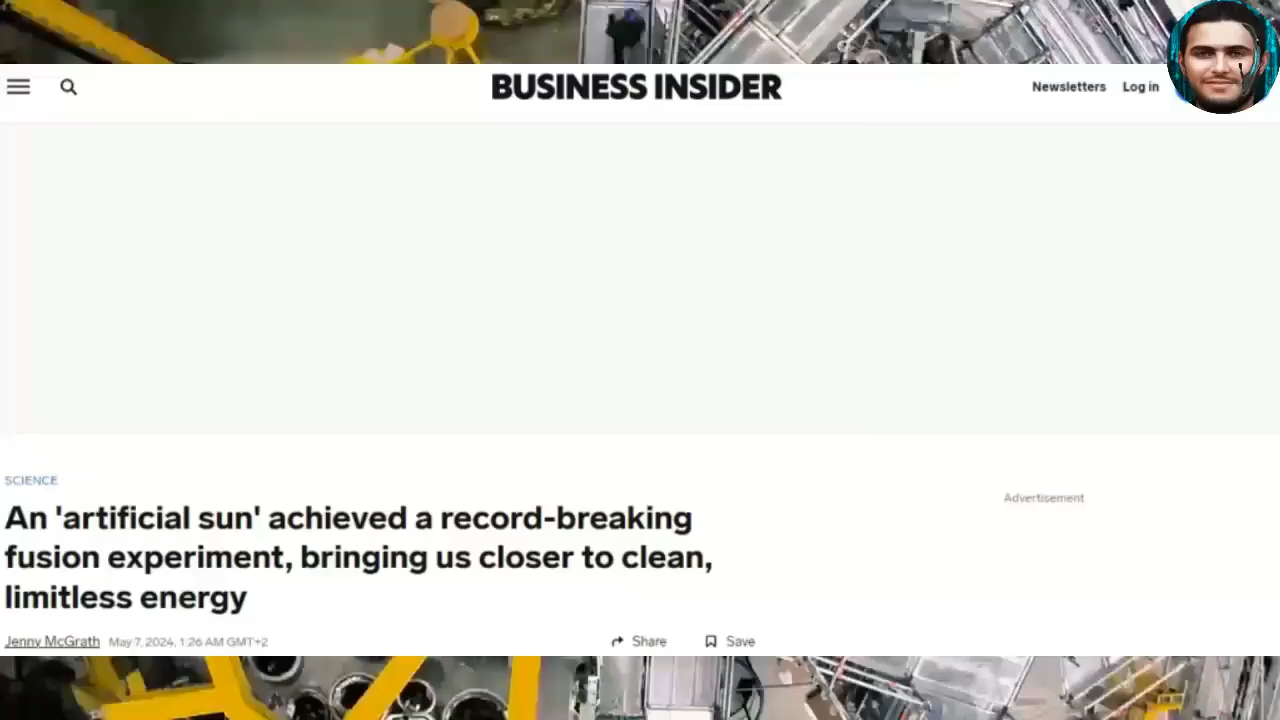 BUSINESS INSIDER
Newsletters
Log in
SCIENCE
Advertisement
An 'artificial sun' achieved a record-breaking
fusion experiment, bringing us closer to clean,
limitless energy
Jenny McGrath May 7, 2024, 1:26 AM GMT+2
Share
Save